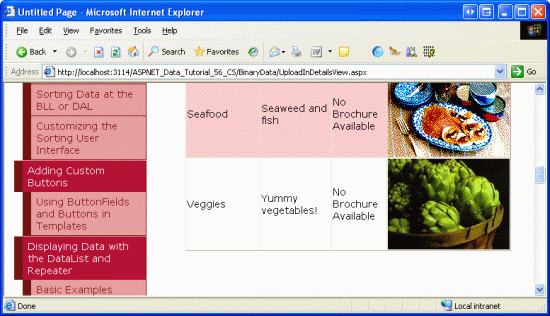 Untitled Page - Microsoft Internet Explorer
File Edit View Favorites Tools Help
Back Search Favorites
Address http://localhost:3114/ASPNET_Data_Tutorial_56_CS/BinaryData/UploadInDetailsView.aspx Go
Sorting Data at the
BLL or DAL
Customizing the
Sorting User
Interface
Adding Custom
Buttons
Using ButtonFields
and Buttons in
Templates
Displaying Data with
the DataList and
Repeater
Basic Examples
Seafood
Seaweed and
fish
No
Brochure
Available
Veggies
Yummy
vegetables!
No
Brochure
Available
Done
Local intranet